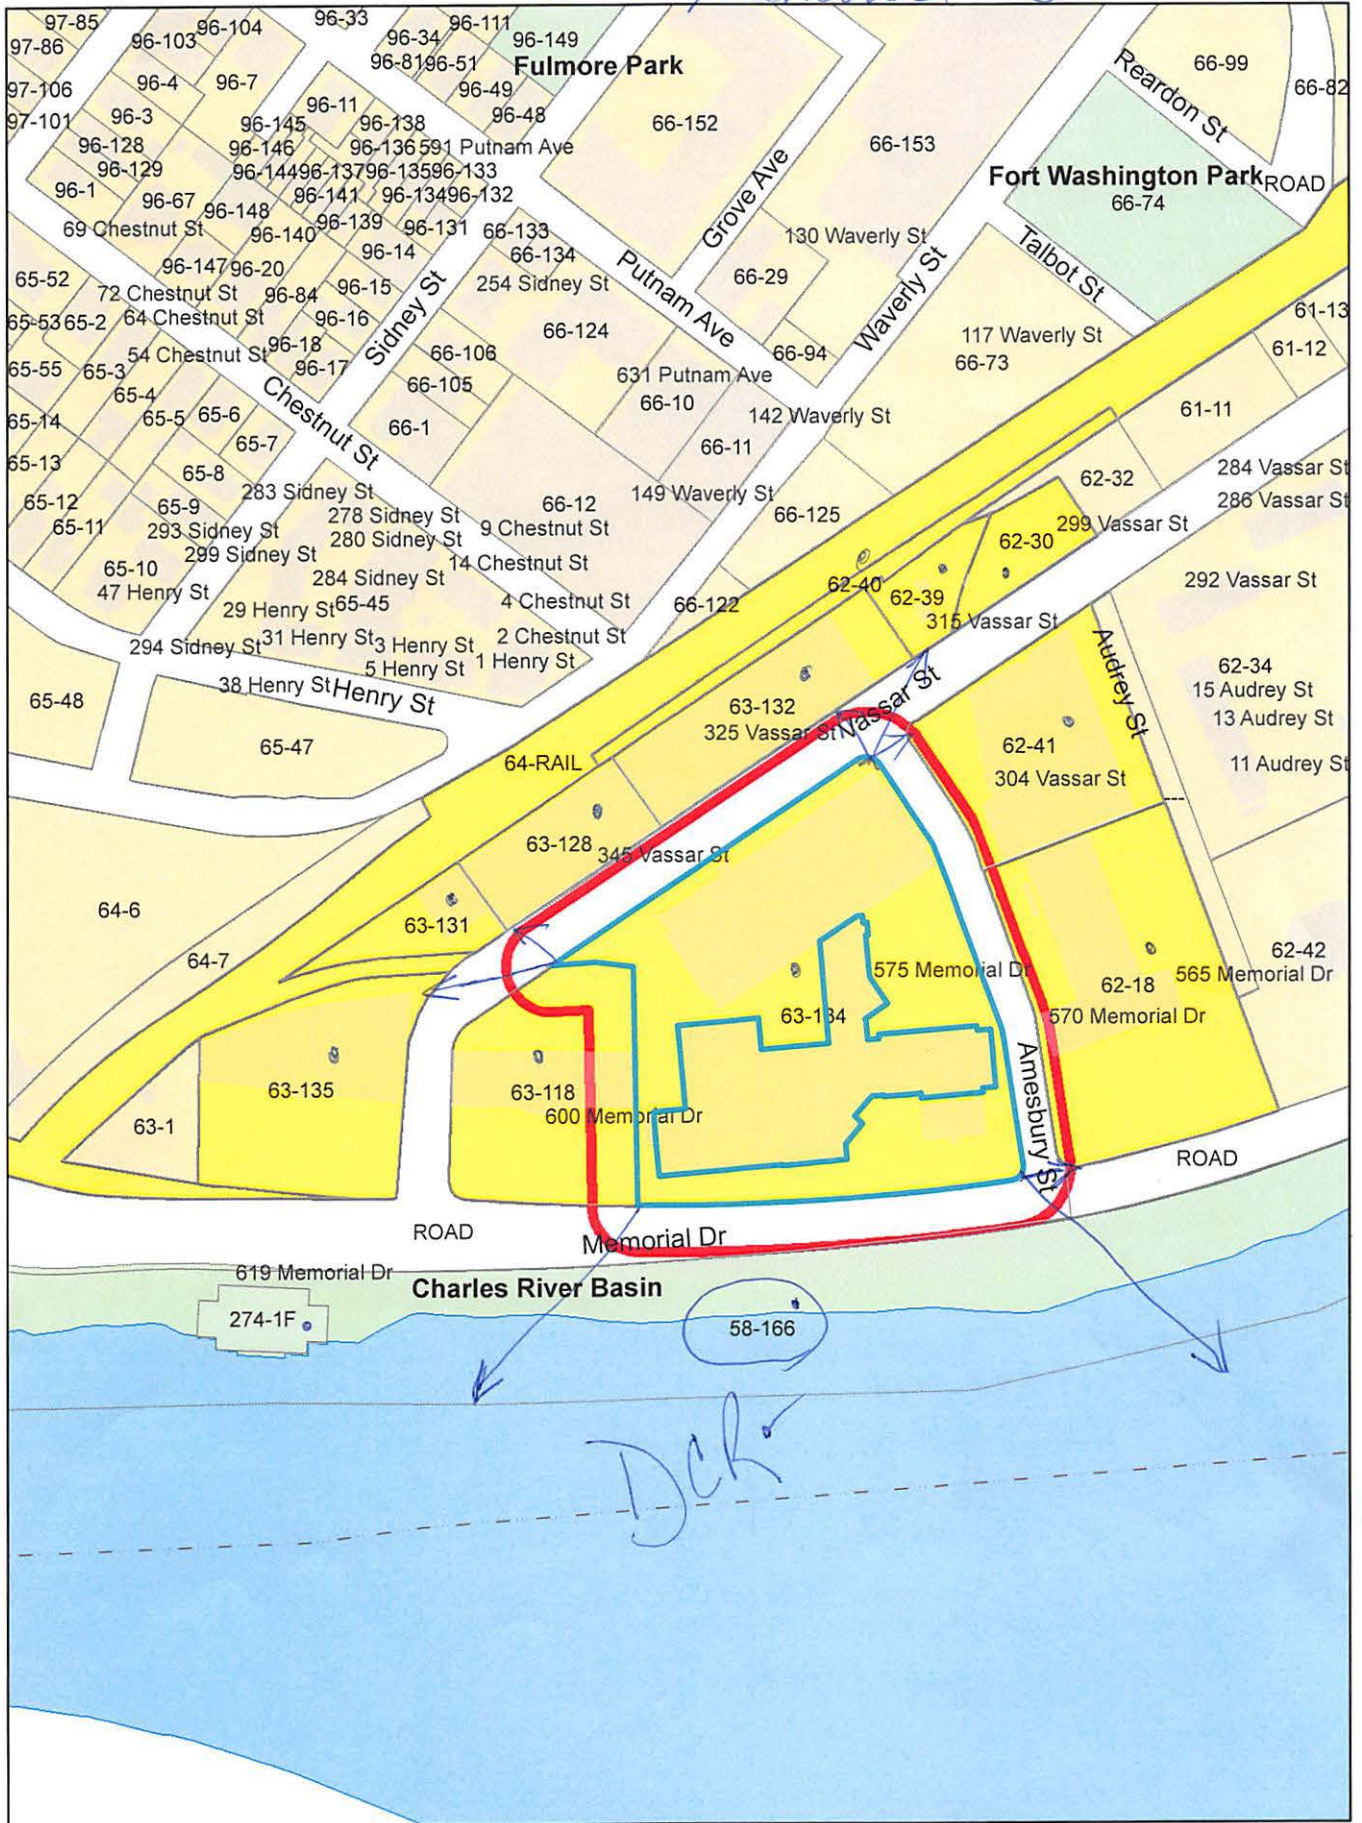 97-85
96-103
96-104
96-33
96-111
96-34
96-149
97-86
96-81
96-51
Fulmore Park
Reardon St
66-99
66-82
97-106
96-4
96-7
96-49
97-101
96-3
96-11
96-138
96-48
66-152
66-153
96-145
96-128
96-146
96-136
591 Putnam Ave
96-129
96-144
96-137
96-135
96-133
Fort Washington Park
ROAD
96-1
96-67
96-141
96-134
96-132
Grove Ave
66-74
96-148
69 Chestnut St
96-140
96-139
96-131
66-133
130 Waverly St
96-14
66-134
Putnam Ave
Talbot St
65-52
96-147
96-20
254 Sidney St
66-29
72 Chestnut St
96-84
96-15
Sidney St
Waverly St
61-13
65-53
65-2
64 Chestnut St
96-16
66-124
117 Waverly St
54 Chestnut St
96-18
66-106
66-94
66-73
61-12
65-55
65-3
96-17
66-105
631 Putnam Ave
65-4
Chestnut St
66-10
65-14
65-5
65-6
66-1
142 Waverly St
61-11
65-7
66-11
65-13
65-8
284 Vassar St
65-12
65-9
283 Sidney St
66-12
149 Waverly St
62-32
286 Vassar St
65-11
293 Sidney St
278 Sidney St
9 Chestnut St
66-125
299 Vassar St
299 Sidney St
280 Sidney St
62-30
65-10
284 Sidney St
14 Chestnut St
62-40
292 Vassar St
47 Henry St
29 Henry St
65-45
4 Chestnut St
66-122
62-39
315 Vassar St
294 Sidney St
31 Henry St
3 Henry St
2 Chestnut St
Audrey St
62-34
5 Henry St
1 Henry St
38 Henry St
Henry St
65-48
63-132
Vassar St
15 Audrey St
325 Vassar St
13 Audrey St
65-47
62-41
64-RAIL
304 Vassar St
11 Audrey St
63-128
345 Vassar St
64-6
63-131
64-7
575 Memorial Dr
62-42
62-18
565 Memorial Dr
63-134
570 Memorial Dr
63-135
63-118
Amesbury St
63-1
600 Memorial Dr
ROAD
ROAD
Memorial Dr
619 Memorial Dr
Charles River Basin
274-1F
58-166
DCR